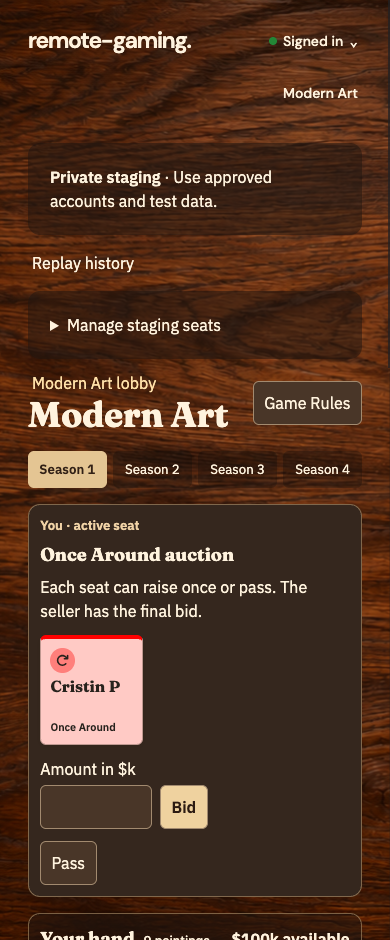 remote-gaming.
Signed in
Modern Art
Private staging · Use approved
accounts and test data.
Replay history
▶ Manage staging seats
Modern Art lobby
Modern Art
Game Rules
Season 1 Season 2 Season 3 Season 4
You · active seat
Once Around auction
Each seat can raise once or pass. The
seller has the final bid.
Cristin P
Once Around
Amount in $k
Bid
Pass
Your hand 9 paintings $100k available